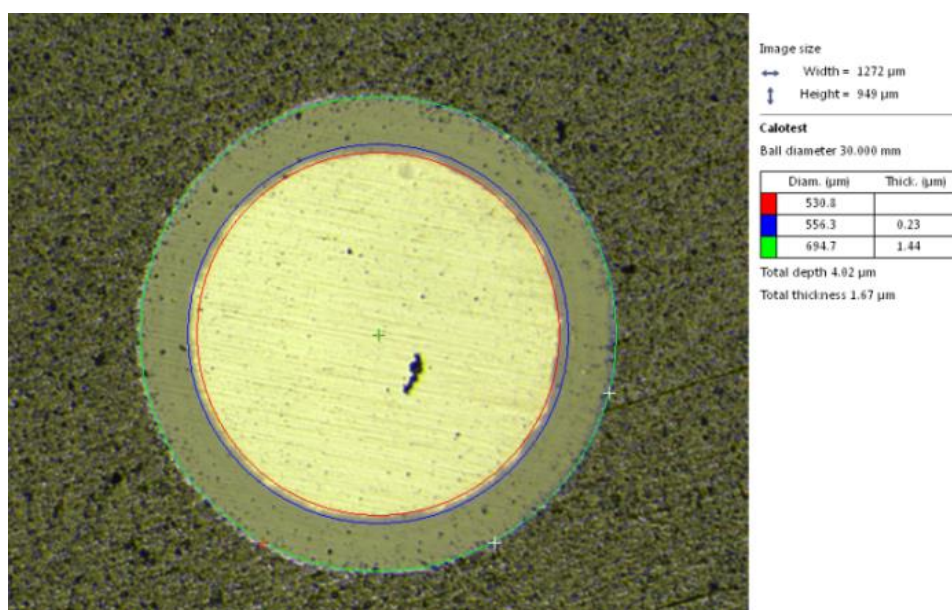 Image size
Width = 1272 µm
Height = 949 µm
Calotest
Ball diameter 30.000 mm
Diam. (µm) Thick. (µm)
530.8
556.3 0.23
694.7 1.44
Total depth 4.02 µm
Total thickness 1.67 µm